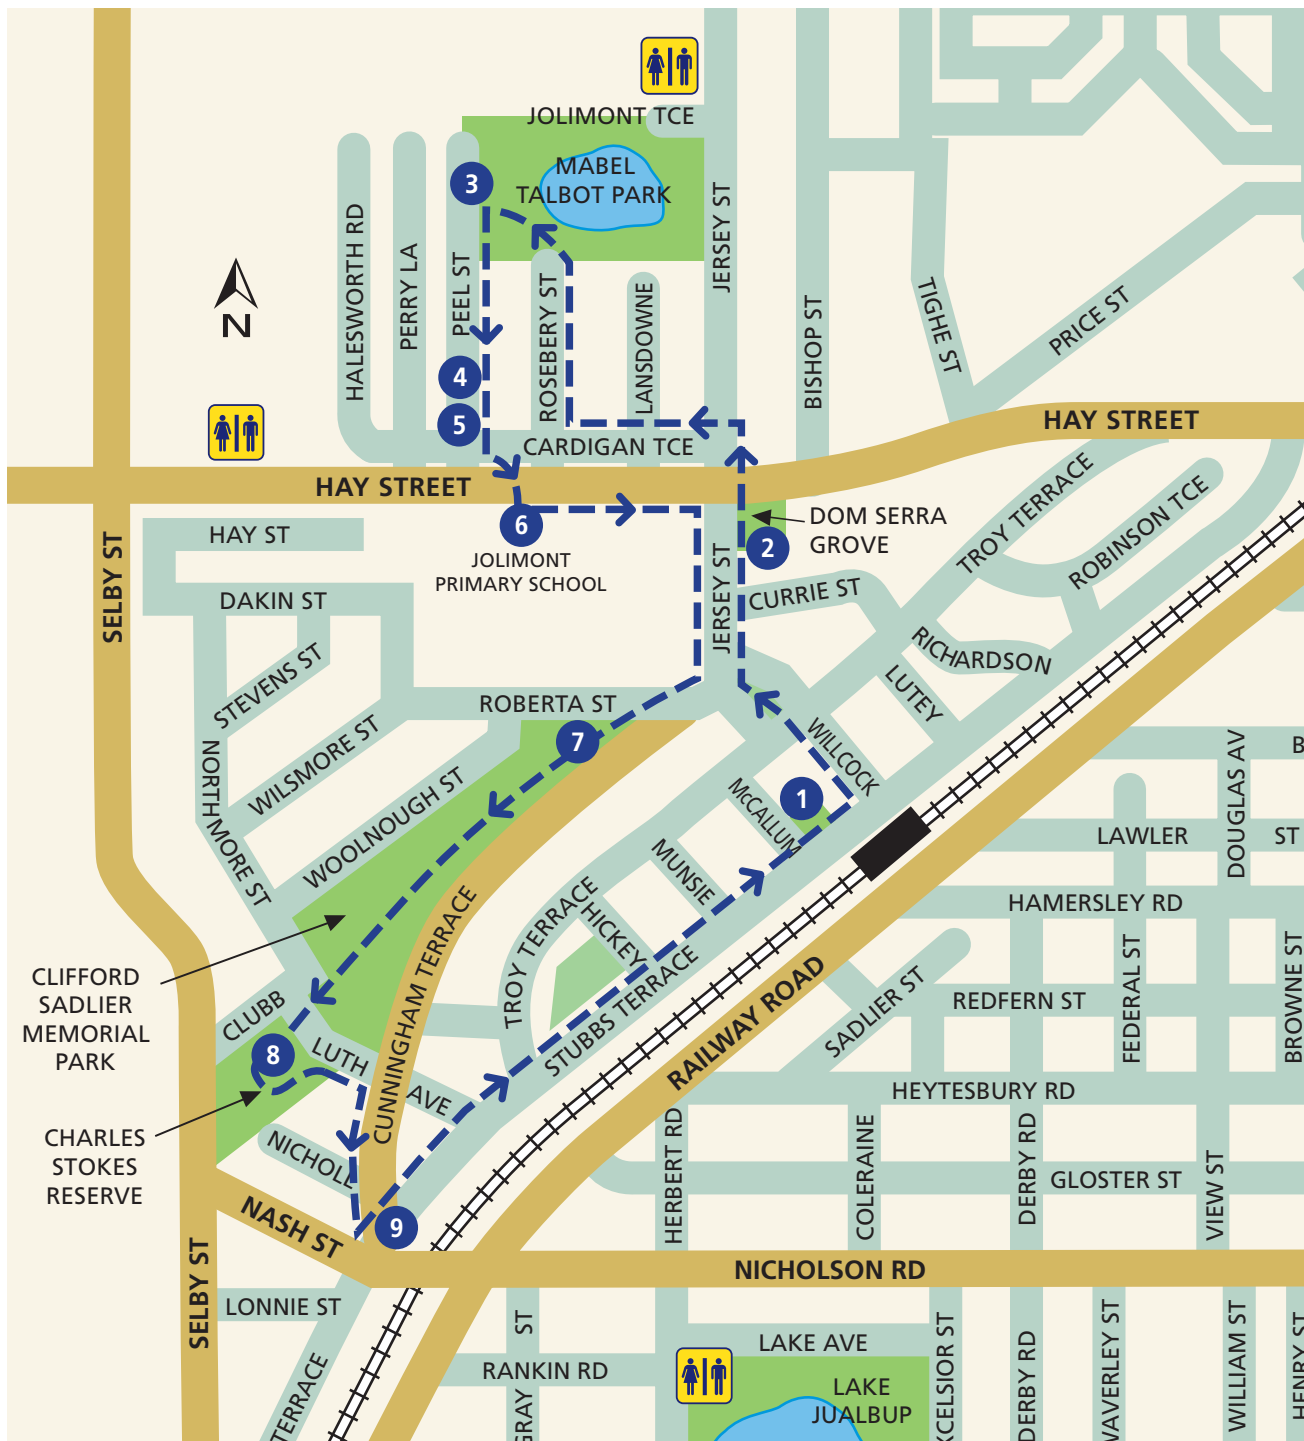 JOLIMONT TCE
MABEL
TALBOT PARK
3
HALESWORTH RD
PERRY LA
PEEL ST
ROSEBERY ST
LANSDOWNE
JERSEY ST
BISHOP ST
TIGHE ST
PRICE ST
N
4
5
CARDIGAN TCE
HAY STREET
HAY STREET
6
JOLIMONT
PRIMARY SCHOOL
DOM SERRA
GROVE
2
TROY TERRACE
ROBINSON TCE
HAY ST
SELBY ST
DAKIN ST
JERSEY ST
CURRIE ST
RICHARDSON
LUTEY
STEVENS ST
ROBERTA ST
7
WILSMORE ST
NORTHMORE ST
WOOLNOUGH ST
WILLCOCK
1
McCALLUM
MUNSIE
HICKEY
TROY TERRACE
DOUGLAS AV
B
LAWLER
ST
HAMERSLEY RD
CLIFFORD
SADLIER
MEMORIAL
PARK
CLUBB
CUNNINGHAM TERRACE
STUBBS TERRACE
RAILWAY ROAD
SADLIER ST
REDFERN ST
FEDERAL ST
BROWNE ST
8
LUTH
AVE
HEYTESBURY RD
CHARLES
STOKES
RESERVE
NICHOLL
HERBERT RD
COLERAINE
DERBY RD
GLOSTER ST
VIEW ST
9
NASH ST
NICHOLSON RD
SELBY ST
LONNIE ST
TERRACE
RANKIN RD
GRAY
ST
LAKE AVE
LAKE
JUALBUP
XCELSIOR ST
DERBY RD
WAVERLEY ST
WILLIAM ST
HENRY ST